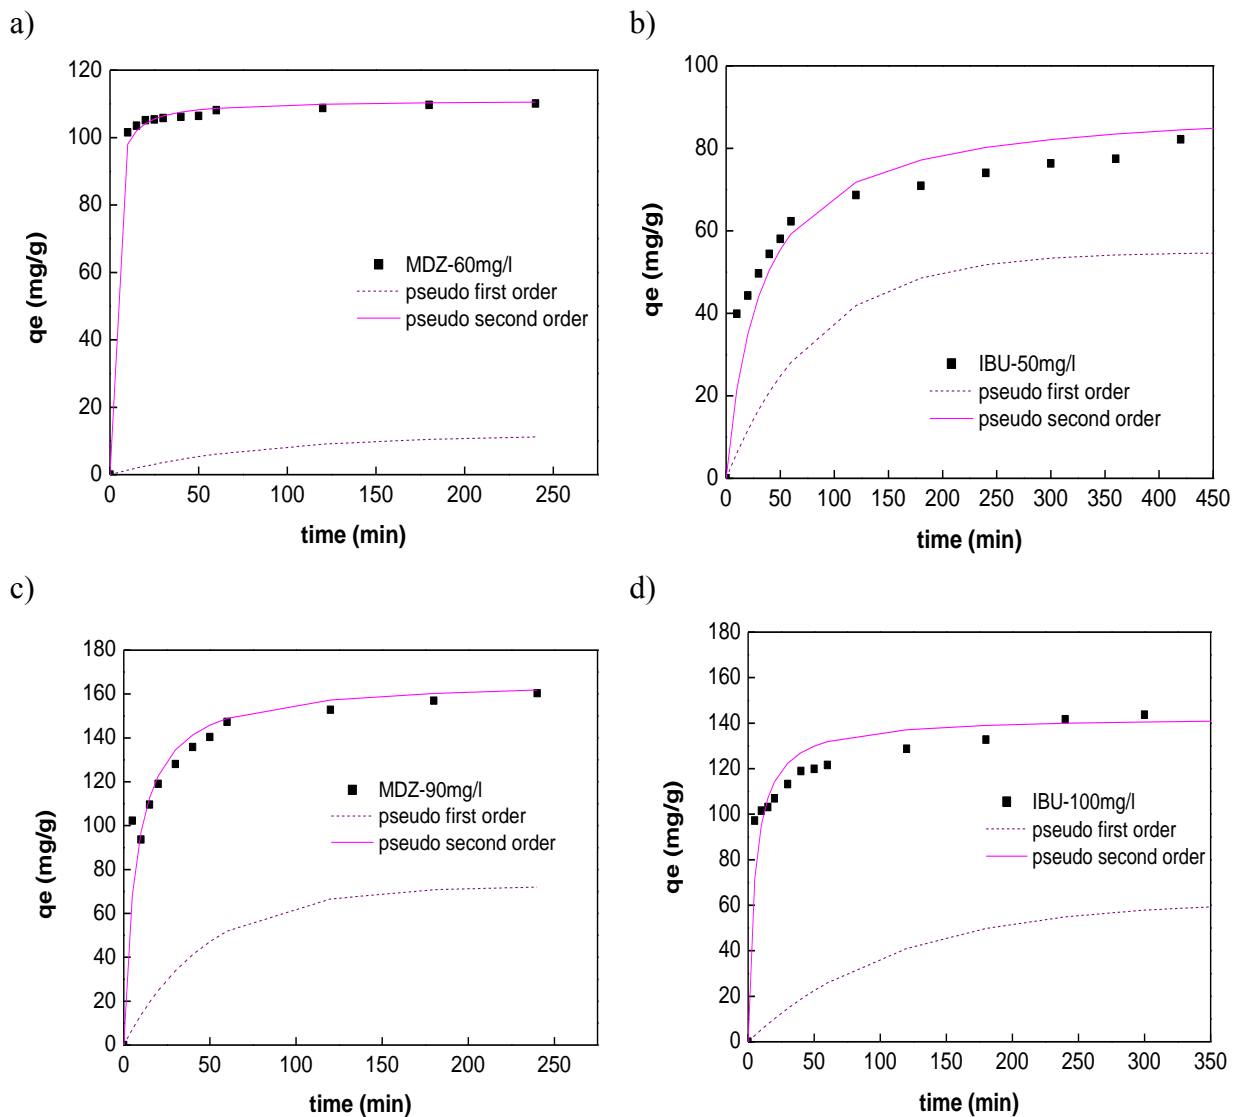 a)
120
100
80
60
40
20
0
qe (mg/g)
MDZ-60mg/l
pseudo first order
pseudo second order
0 50 100 150 200 250
time (min)
b)
100
80
60
40
20
0
qe (mg/g)
IBU-50mg/l
pseudo first order
pseudo second order
0 50 100 150 200 250 300 350 400 450
time (min)
c)
180
160
140
120
100
80
60
40
20
0
qe (mg/g)
MDZ-90mg/l
pseudo first order
pseudo second order
0 50 100 150 200 250
time (min)
d)
180
160
140
120
100
80
60
40
20
0
qe (mg/g)
IBU-100mg/l
pseudo first order
pseudo second order
0 50 100 150 200 250 300 350
time (min)